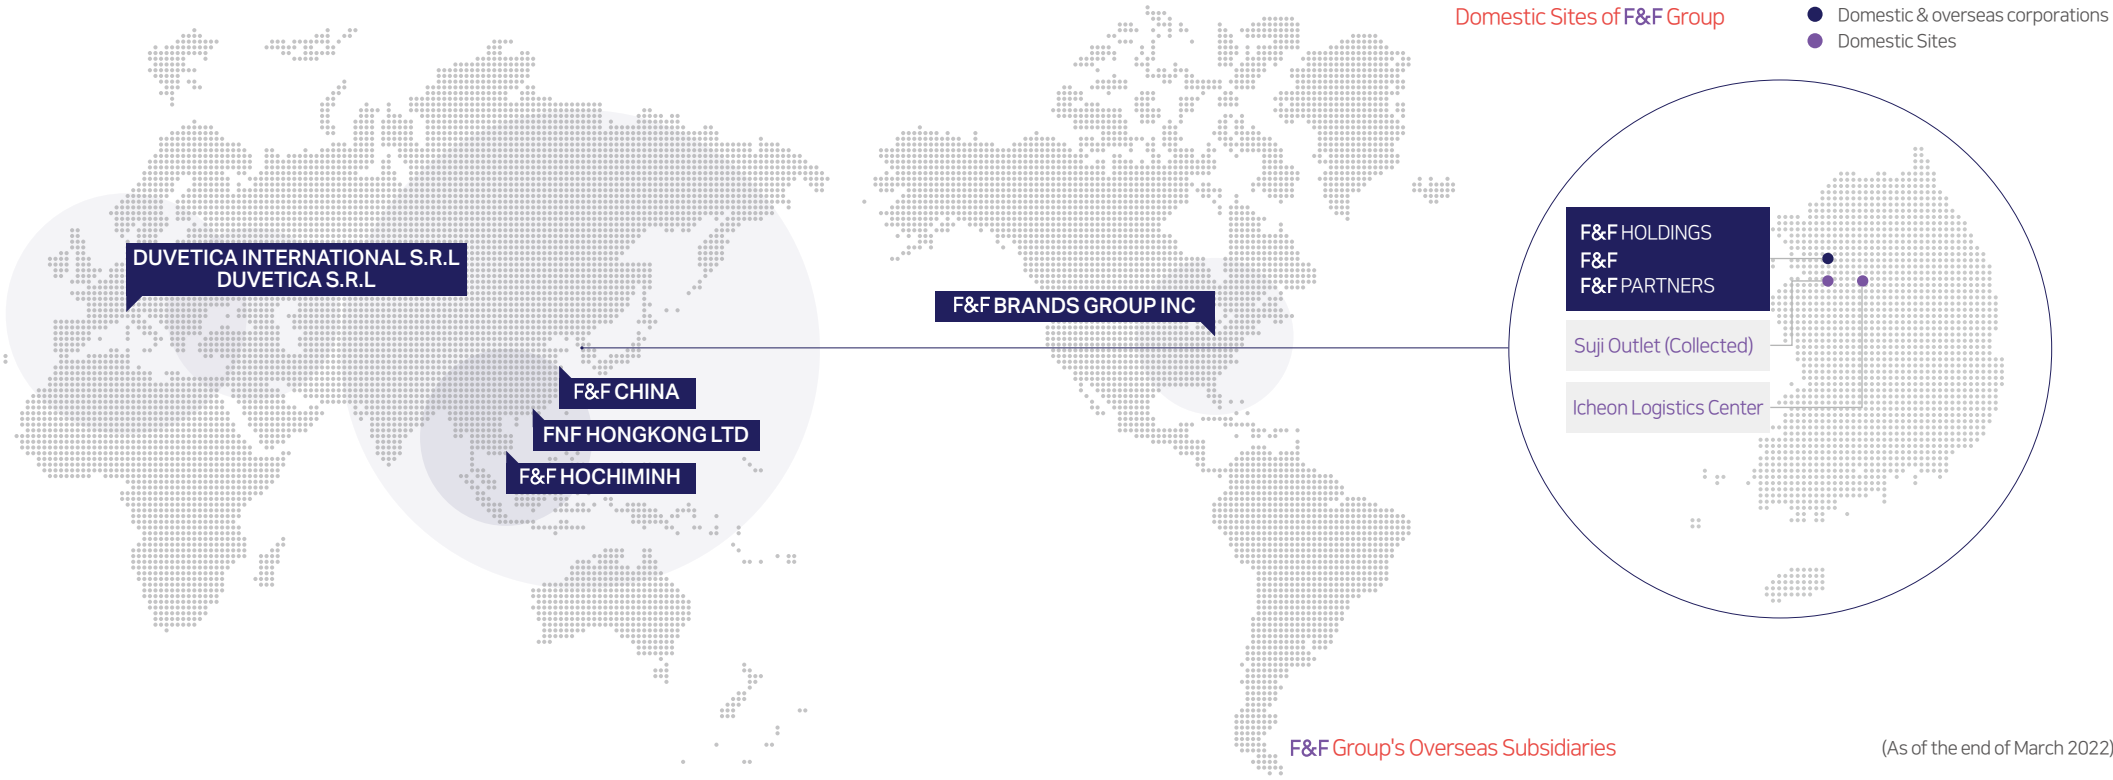 Domestic Sites of F&F Group
Domestic & overseas corporations
Domestic Sites
DUVETICA INTERNATIONAL S.R.L
DUVETICA S.R.L
F&F BRANDS GROUP INC
F&F CHINA
FNF HONGKONG LTD
F&F HOCHIMINH
F&F HOLDINGS
F&F
F&F PARTNERS
Suji Outlet (Collected)
Icheon Logistics Center
F&F Group's Overseas Subsidiaries
(As of the end of March 2022)